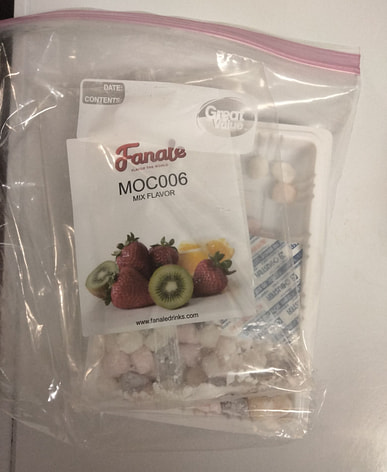 DATE:
CONTENTS:
Great
Value
Fanale
MOC006
MIX FLAVOR
www.fanaledrinks.com